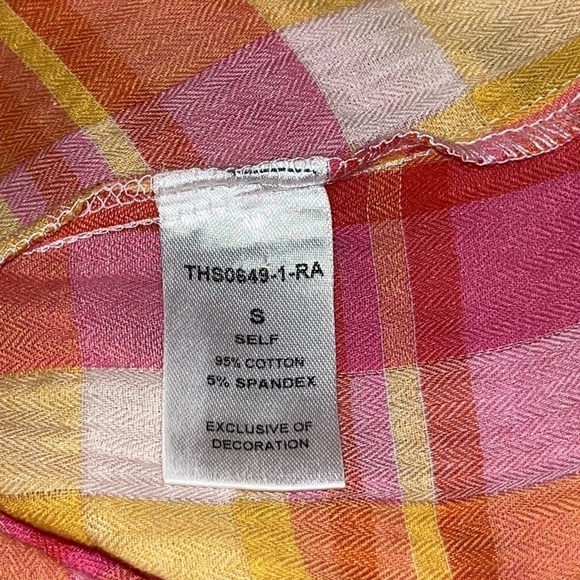 THS0649-1-RA
S
SELF
95% COTTON
5% SPANDEX
EXCLUSIVE OF
DECORATION